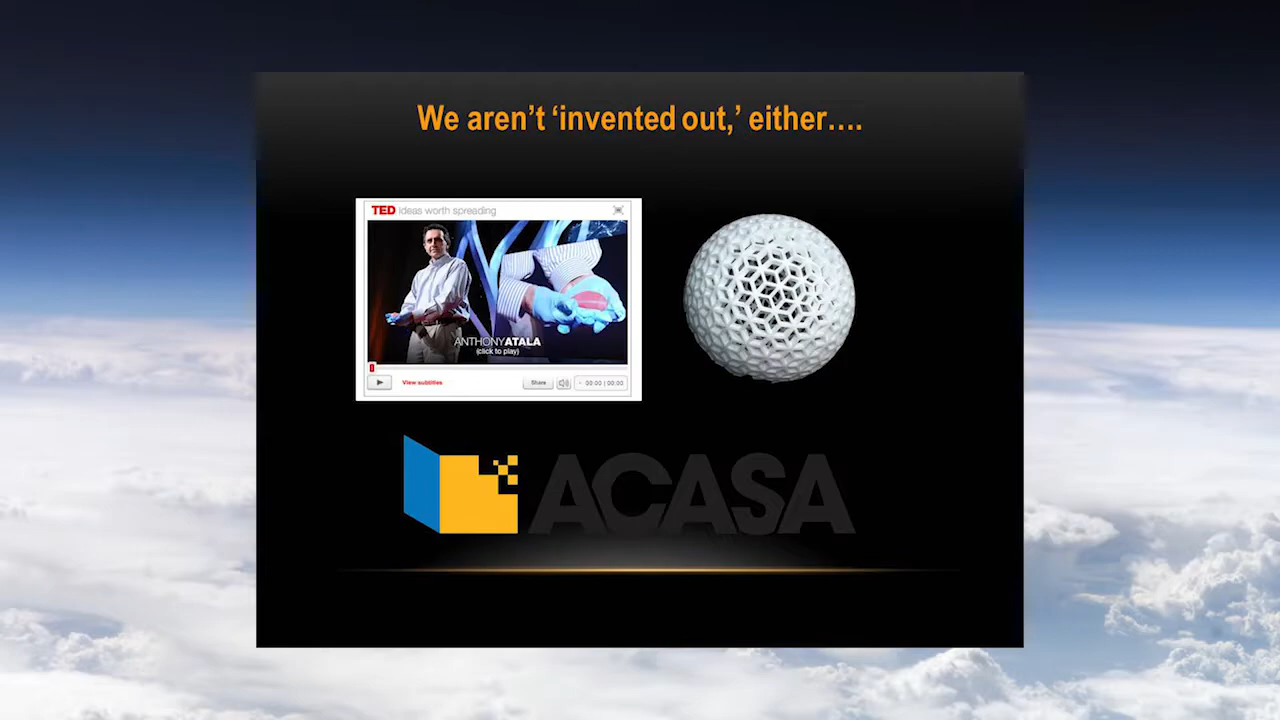 We aren't 'invented out,' either….
TED ideas worth spreading
ANTHONYATALA
(click to play)
View subtitles
Share
00:00 | 00:00
ACASA